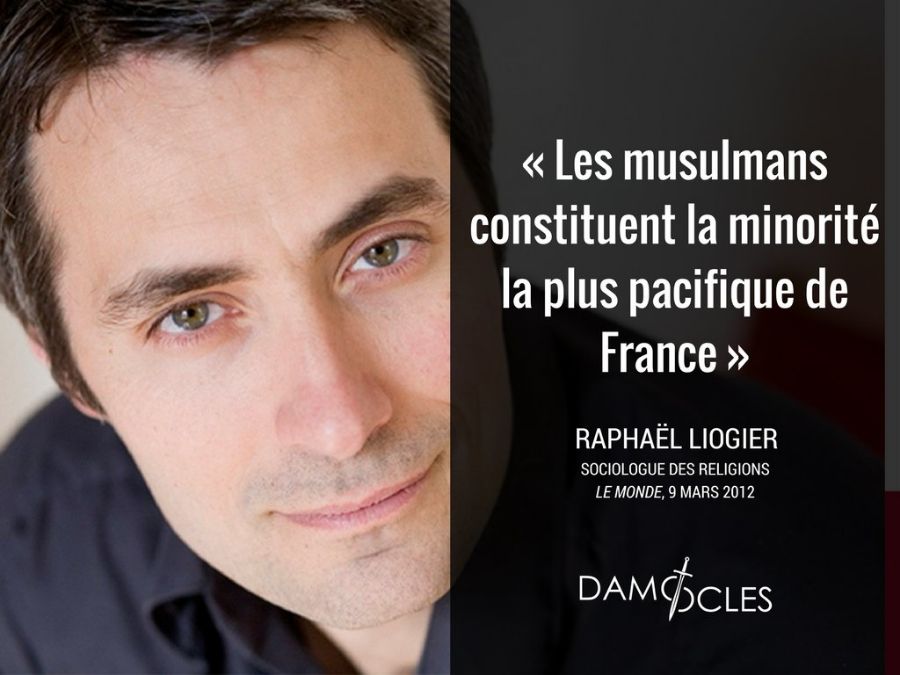 « Les musulmans
constituent la minorité
la plus pacifique de
France »
RAPHAËL LIOGIER
SOCIOLOGUE DES RELIGIONS
LE MONDE, 9 MARS 2012
DAMOCLES